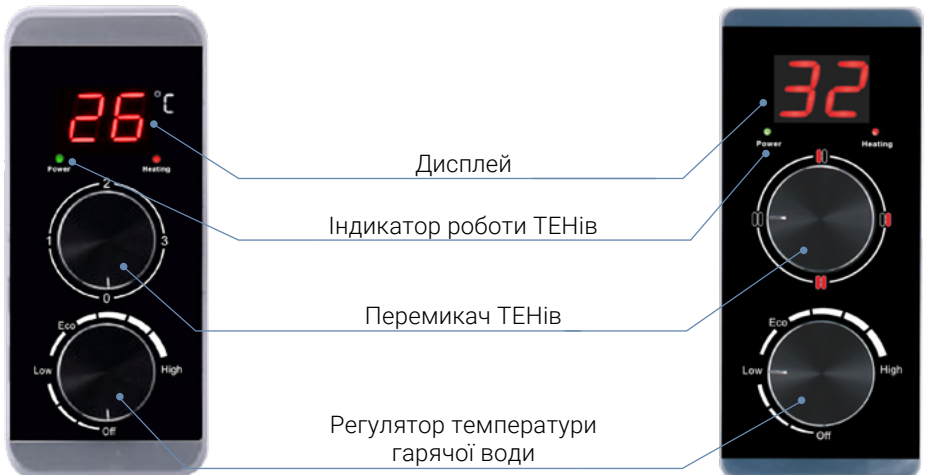 26 °C
Power Heating
2
1 3
0
Eco
Low High
Off
Дисплей
Індикатор роботи ТЕНів
Перемикач ТЕНів
Регулятор температури
гарячої води
32
Power Heating
Eco
Low High
Off